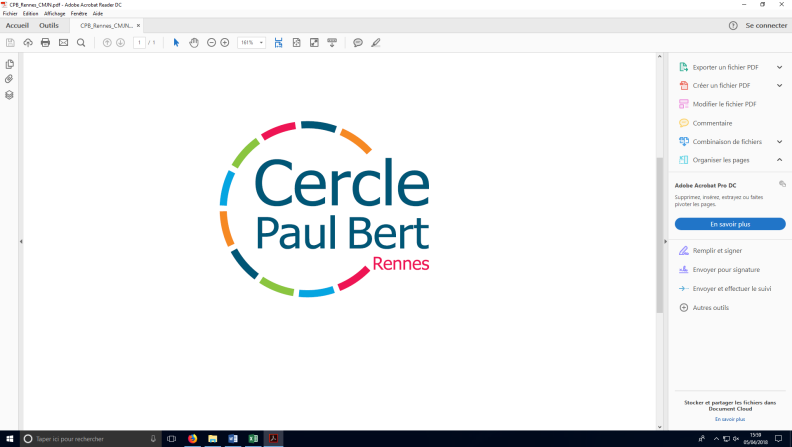 CPB_Rennes_CMJN.pdf - Adobe Acrobat Reader DC
Fichier Edition Affichage Fenêtre Aide
Accueil Outils CPB_Rennes_CMJN... × Se connecter
1 / 1 161%
Exporter un fichier PDF
Créer un fichier PDF
Modifier le fichier PDF
Commentaire
Combinaison de fichiers
Organiser les pages
Adobe Acrobat Pro DC
Supprimez, insérez, extrayez ou faites
pivoter les pages.
En savoir plus
Remplir et signer
Envoyer pour signature
Envoyer et effectuer le suivi
Autres outils
Stocker et partager les fichiers dans
Document Cloud
En savoir plus
Cercle
Paul Bert
Rennes
Taper ici pour rechercher
15:59
05/04/2018